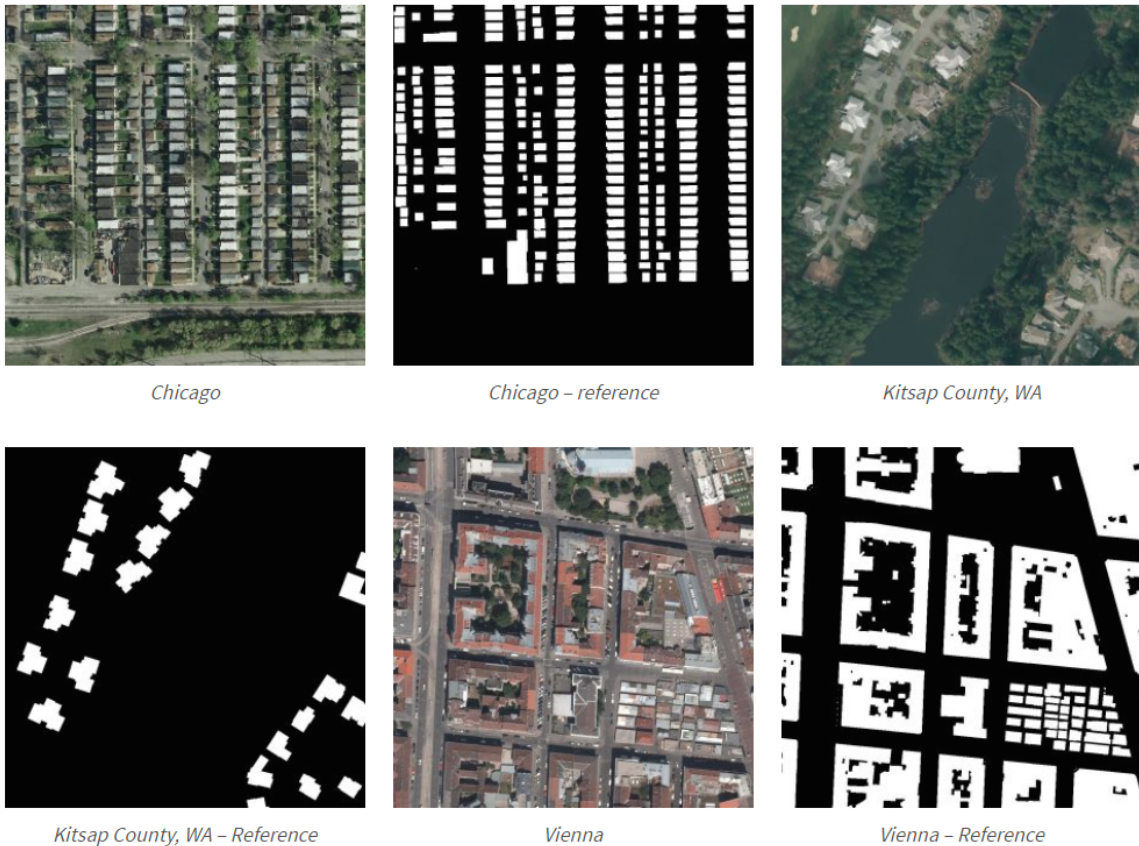 Chicago
Chicago – reference
Kitsap County, WA
Kitsap County, WA – Reference
Vienna
Vienna – Reference